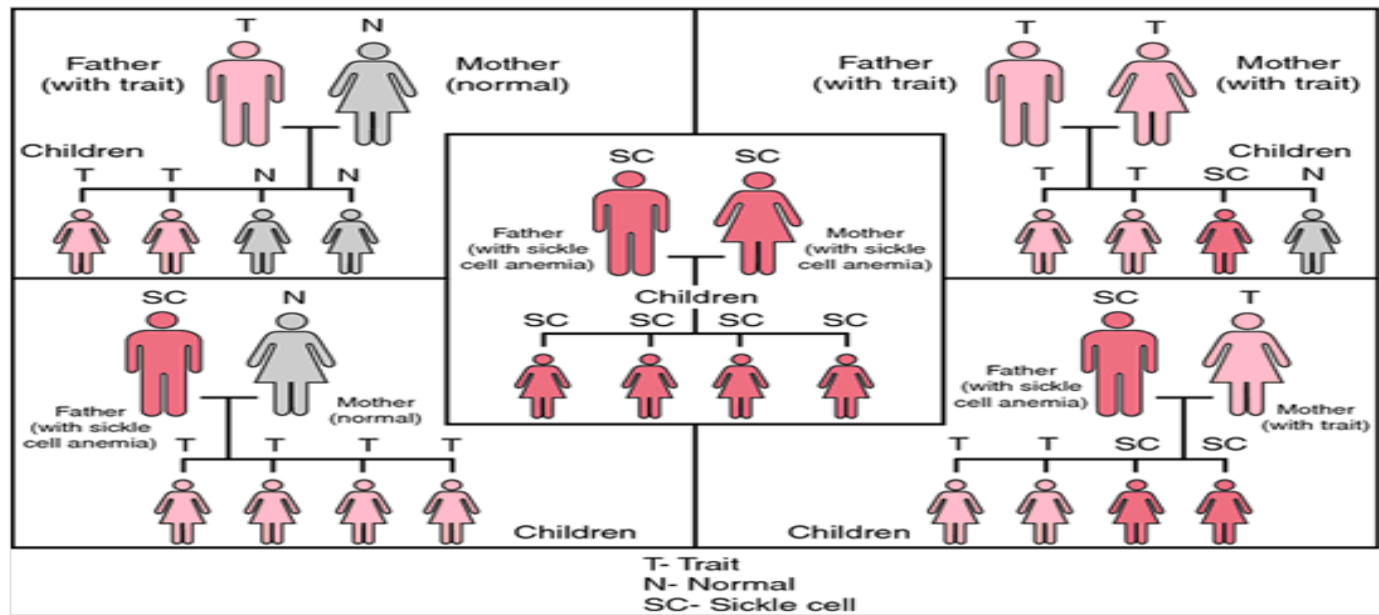 T N
Father
(with trait)
Mother
(normal)
Children
T T N N
T T
Father
(with trait)
Mother
(with trait)
Children
T T SC N
SC SC
Father
(with sickle
cell anemia)
Mother
(with sickle
cell anemia)
Children
SC SC SC SC
SC N
Father
(with sickle
cell anemia)
Mother
(normal)
T T T T
Children
SC T
Father
(with sickle
cell anemia)
Mother
(with trait)
T T SC SC
Children
T- Trait
N- Normal
SC- Sickle cell